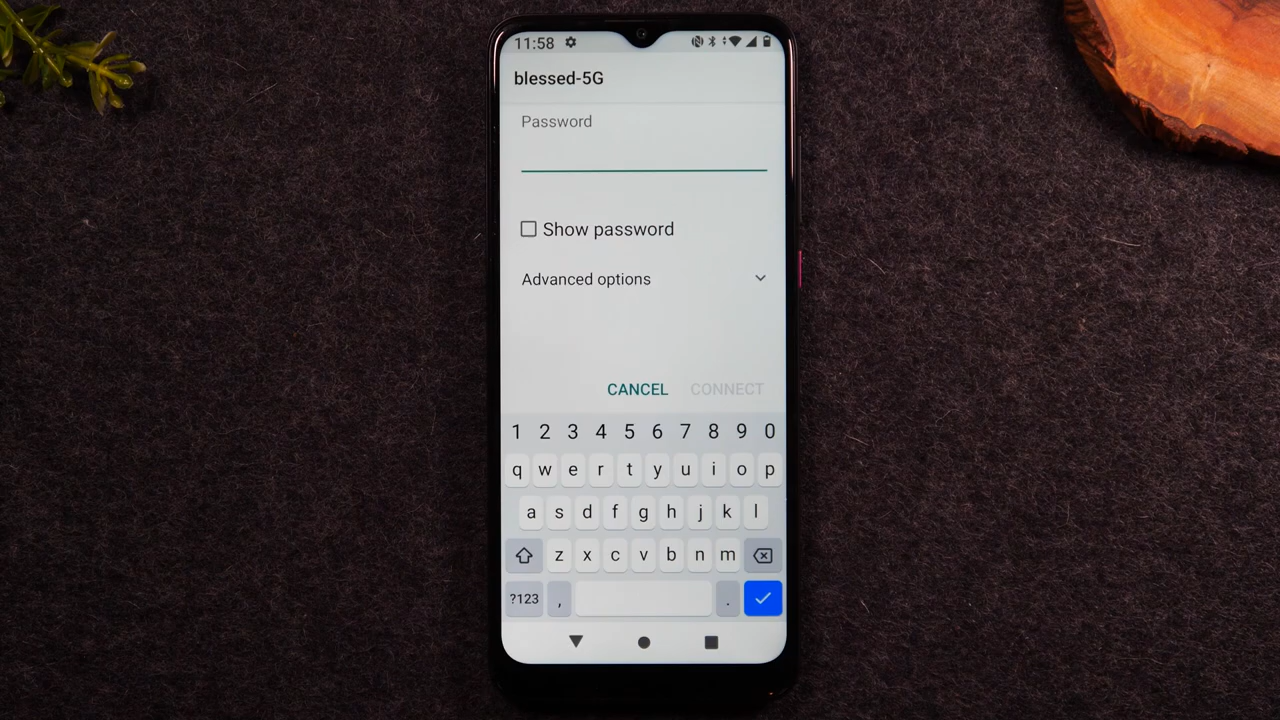 11:58
blessed-5G
Password
Show password
Advanced options
CANCEL CONNECT
1 2 3 4 5 6 7 8 9 0
q w e r t y u i o p
a s d f g h j k l
z x c v b n m
?123 , .